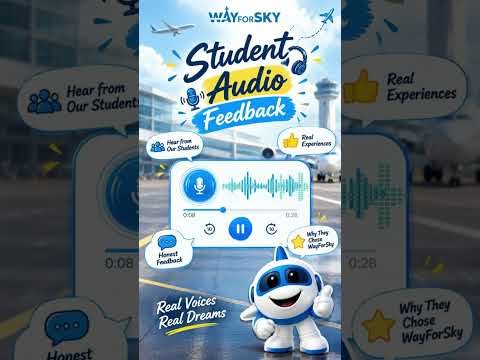 WAYFORSKY
Student
Audio
Feedback
Hear from
Our Students
Real
Experiences
Hear from
Our Students
Real
Experiences
0:08
0:28
10
10
Honest
Feedback
Why They
Chose
WayForSky
0:08
0:28
Real Voices
Real Dreams
Honest
Why They
Chose
WayForSky